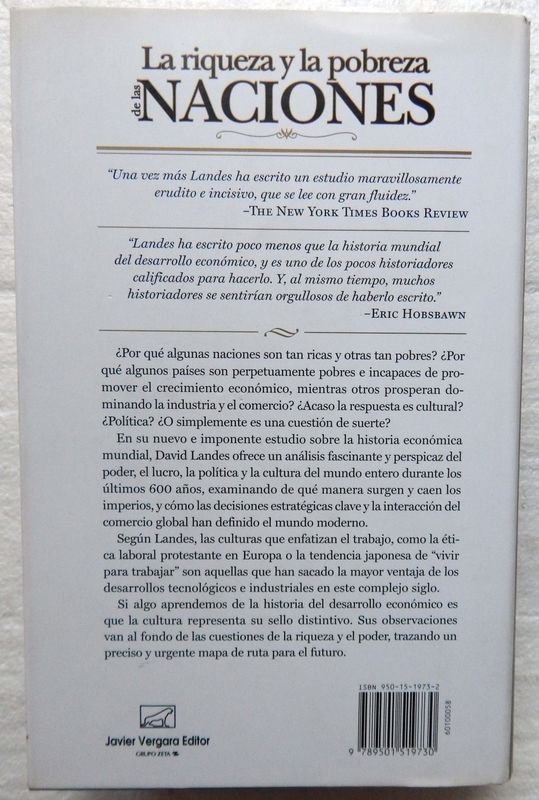 La riqueza y la pobreza
de las NACIONES
“Una vez más Landes ha escrito un estudio maravillosamente
erudito e incisivo, que se lee con gran fluidez.”
–THE NEW YORK TIMES BOOKS REVIEW
“Landes ha escrito poco menos que la historia mundial
del desarrollo económico, y es uno de los pocos historiadores
calificados para hacerlo. Y, al mismo tiempo, muchos
historiadores se sentirían orgullosos de haberlo escrito.”
–ERIC HOBSBAWN
¿Por qué algunas naciones son tan ricas y otras tan pobres? ¿Por
qué algunos países son perpetuamente pobres e incapaces de pro-
mover el crecimiento económico, mientras otros prosperan do-
minando la industria y el comercio? ¿Acaso la respuesta es cultural?
¿Política? ¿O simplemente es una cuestión de suerte?
En su nuevo e imponente estudio sobre la historia económica
mundial, David Landes ofrece un análisis fascinante y perspicaz del
poder, el lucro, la política y la cultura del mundo entero durante los
últimos 600 años, examinando de qué manera surgen y caen los
imperios, y cómo las decisiones estratégicas clave y la interacción del
comercio global han definido el mundo moderno.
Según Landes, las culturas que enfatizan el trabajo, como la éti-
ca laboral protestante en Europa o la tendencia japonesa de “vivir
para trabajar” son aquellas que han sacado la mayor ventaja de los
desarrollos tecnológicos e industriales en este complejo siglo.
Si algo aprendemos de la historia del desarrollo económico es
que la cultura representa su sello distintivo. Sus observaciones
van al fondo de las cuestiones de la riqueza y el poder, trazando un
preciso y urgente mapa de ruta para el futuro.
ISBN 950-15-1973-2
60100058
9 789501 519730
Javier Vergara Editor
GRUPO ZETA